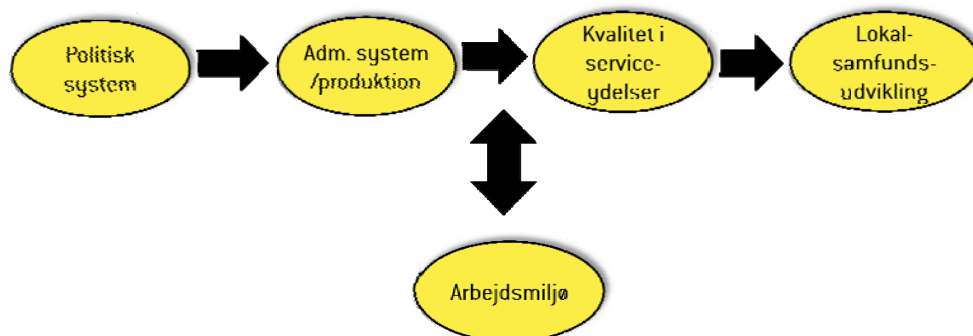 Politisk
system
Adm. system
/produktion
Kvalitet i
service-
ydelser
Lokal-
samfunds-
udvikling
Arbejdsmiljø